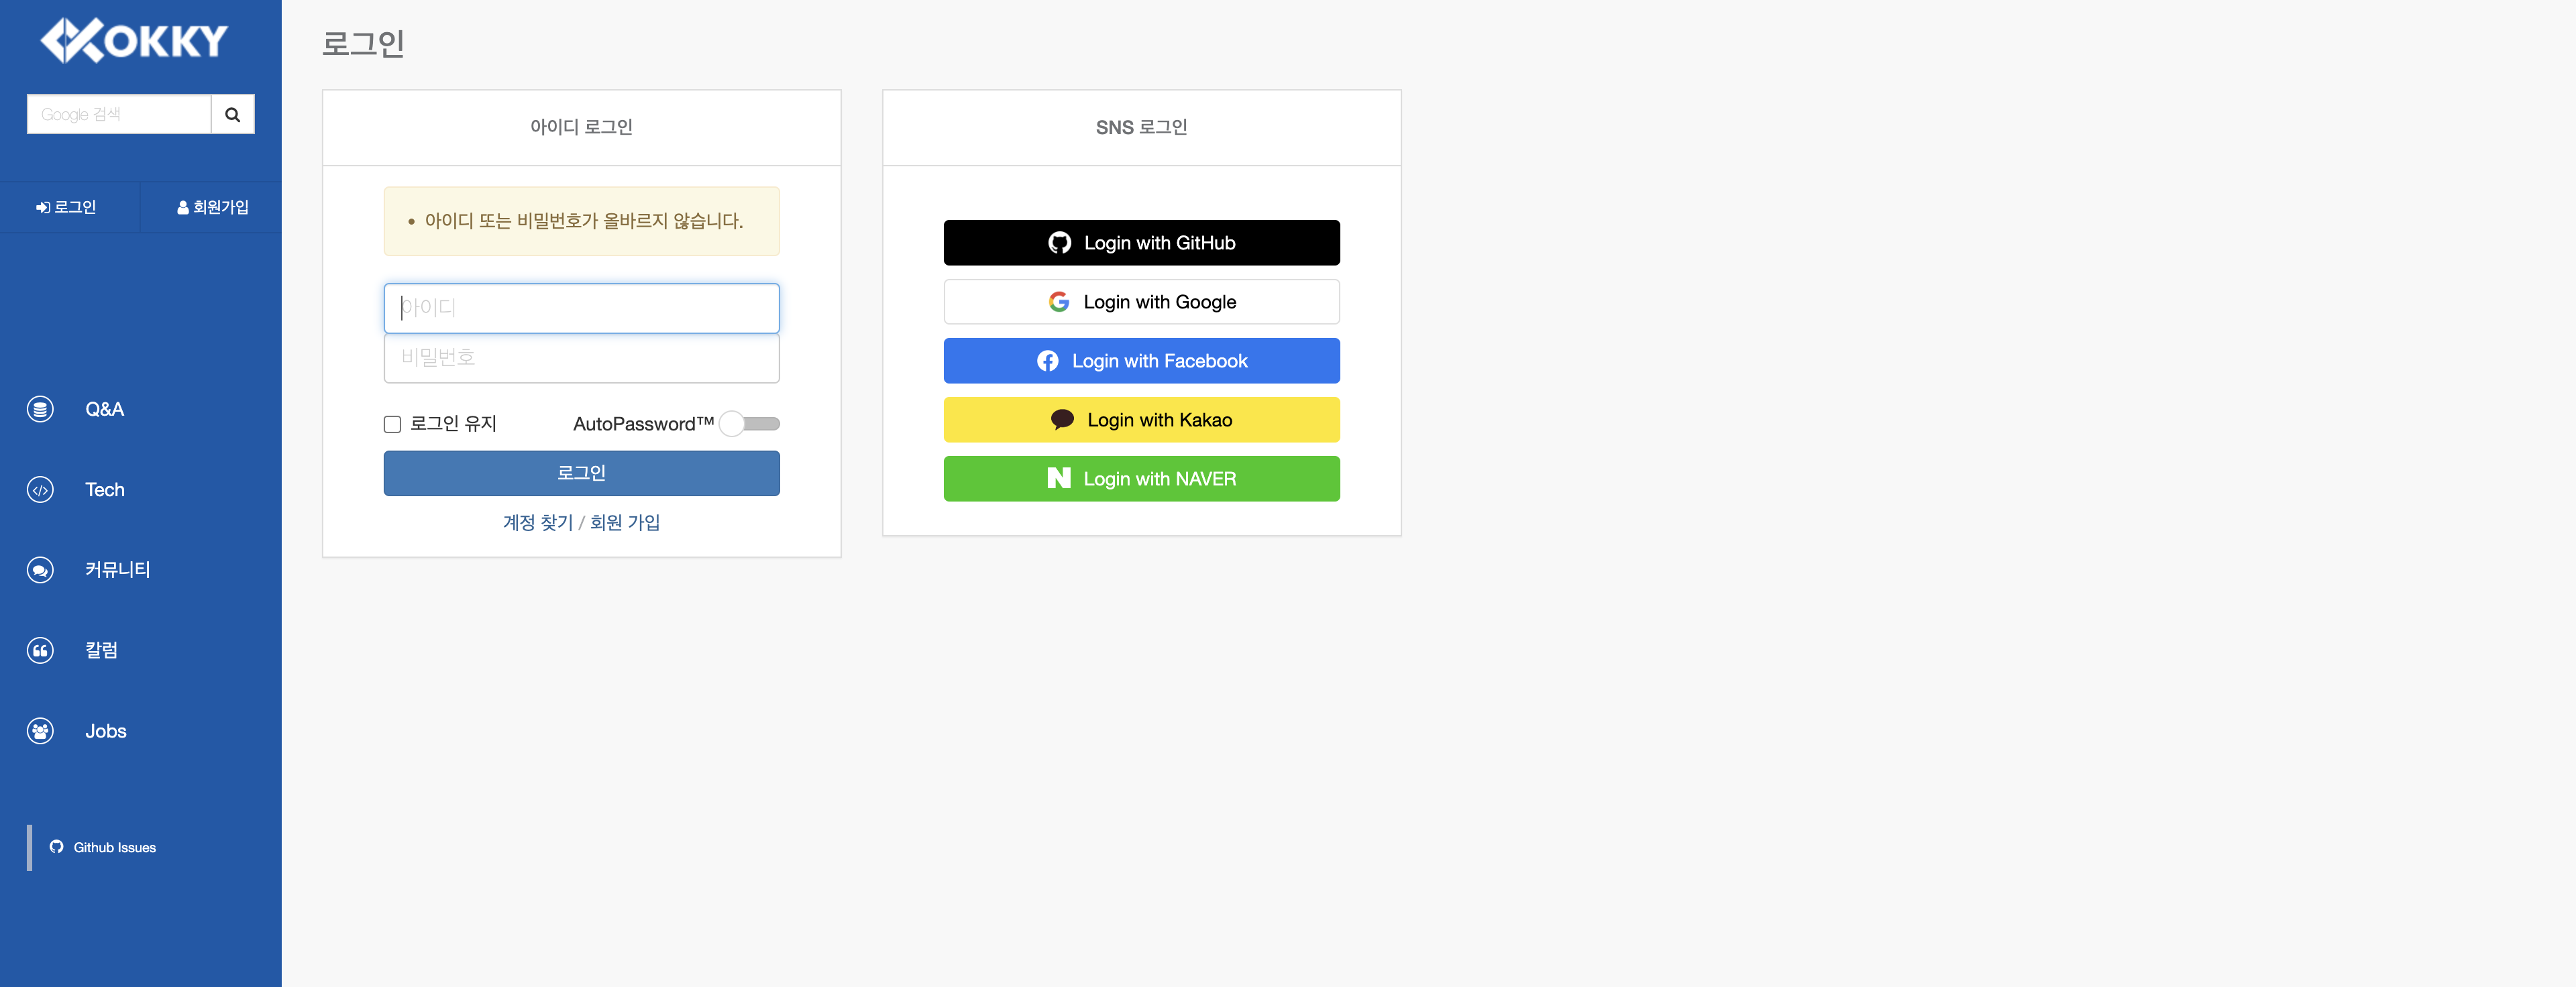 OKKY
Google 검색
로그인
회원가입
Q&A
Tech
커뮤니티
칼럼
Jobs
Github Issues
로그인
아이디 로그인
아이디 또는 비밀번호가 올바르지 않습니다.
아이디
비밀번호
로그인 유지
AutoPassword™
로그인
계정 찾기 / 회원 가입
SNS 로그인
Login with GitHub
Login with Google
Login with Facebook
Login with Kakao
Login with NAVER